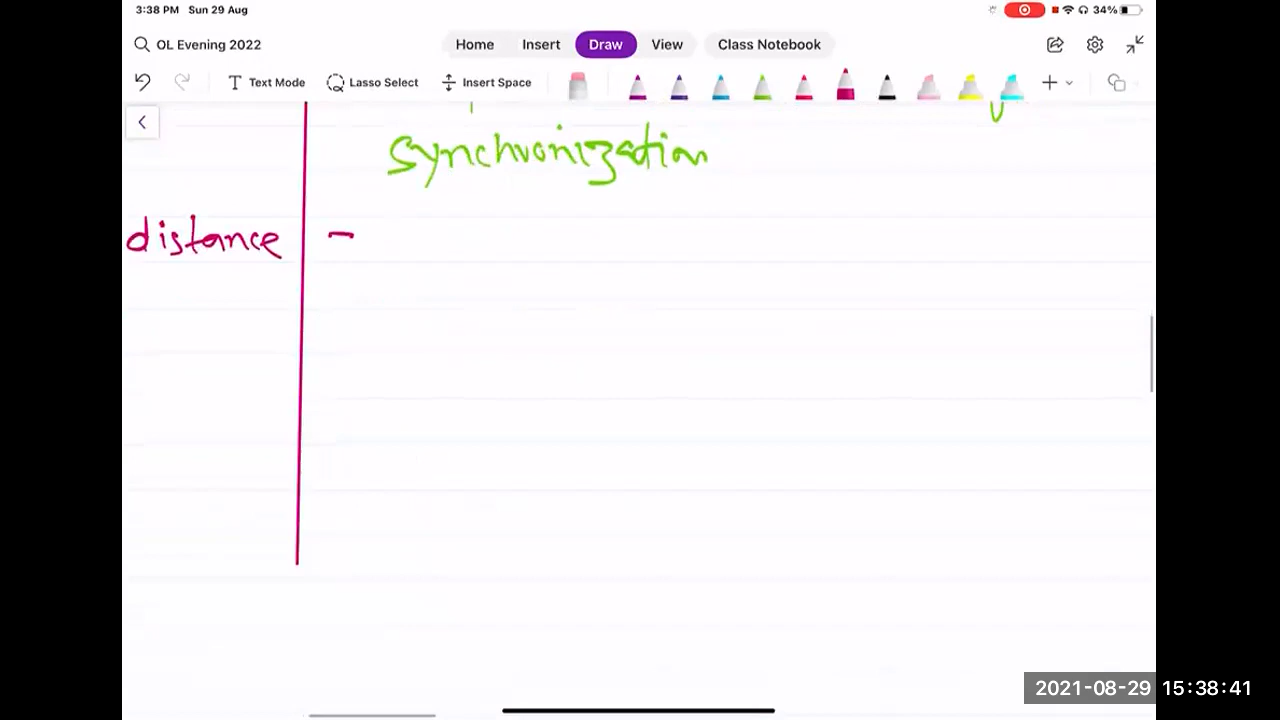 3:38 PM Sun 29 Aug
34%
OL Evening 2022
Home Insert Draw View Class Notebook
Text Mode Lasso Select Insert Space
synchronization
distance -
2021-08-29 15:38:41